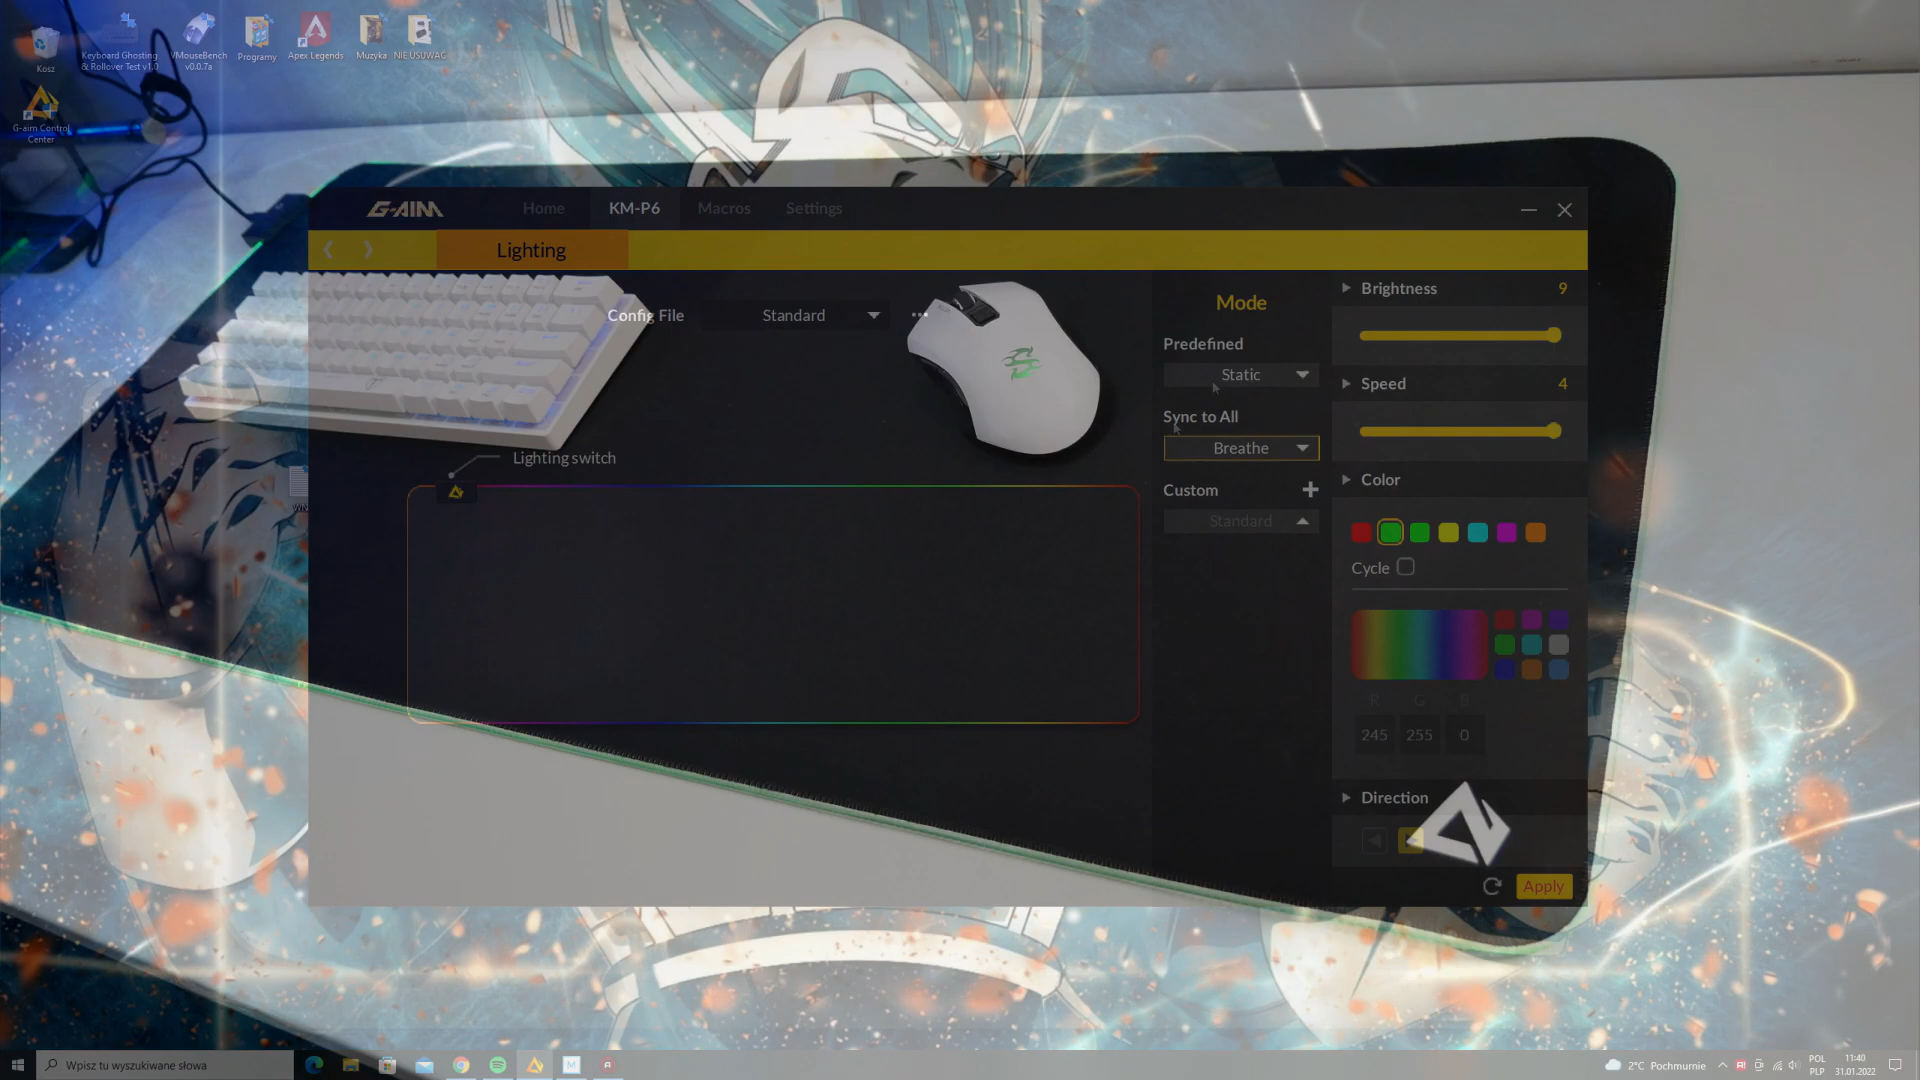 Kosz
Keyboard Ghosting
& Rollover Test v1.0
VMouseBench
v0.0.7a
Programy
Apex Legends
Muzyka
NIE USUWAĆ
G-aim Control
Center
G-AIM
Home
KM-P6
Macros
Settings
Lighting
Config File
Standard
...
Lighting switch
Mode
Predefined
Static
Sync to All
Breathe
Custom
Standard
Brightness
9
Speed
4
Color
Cycle
R G B
245 255 0
Direction
Apply
Wpisz tu wyszukiwane słowa
2°C Pochmurnie
POL
PLP
11:40
31.01.2022